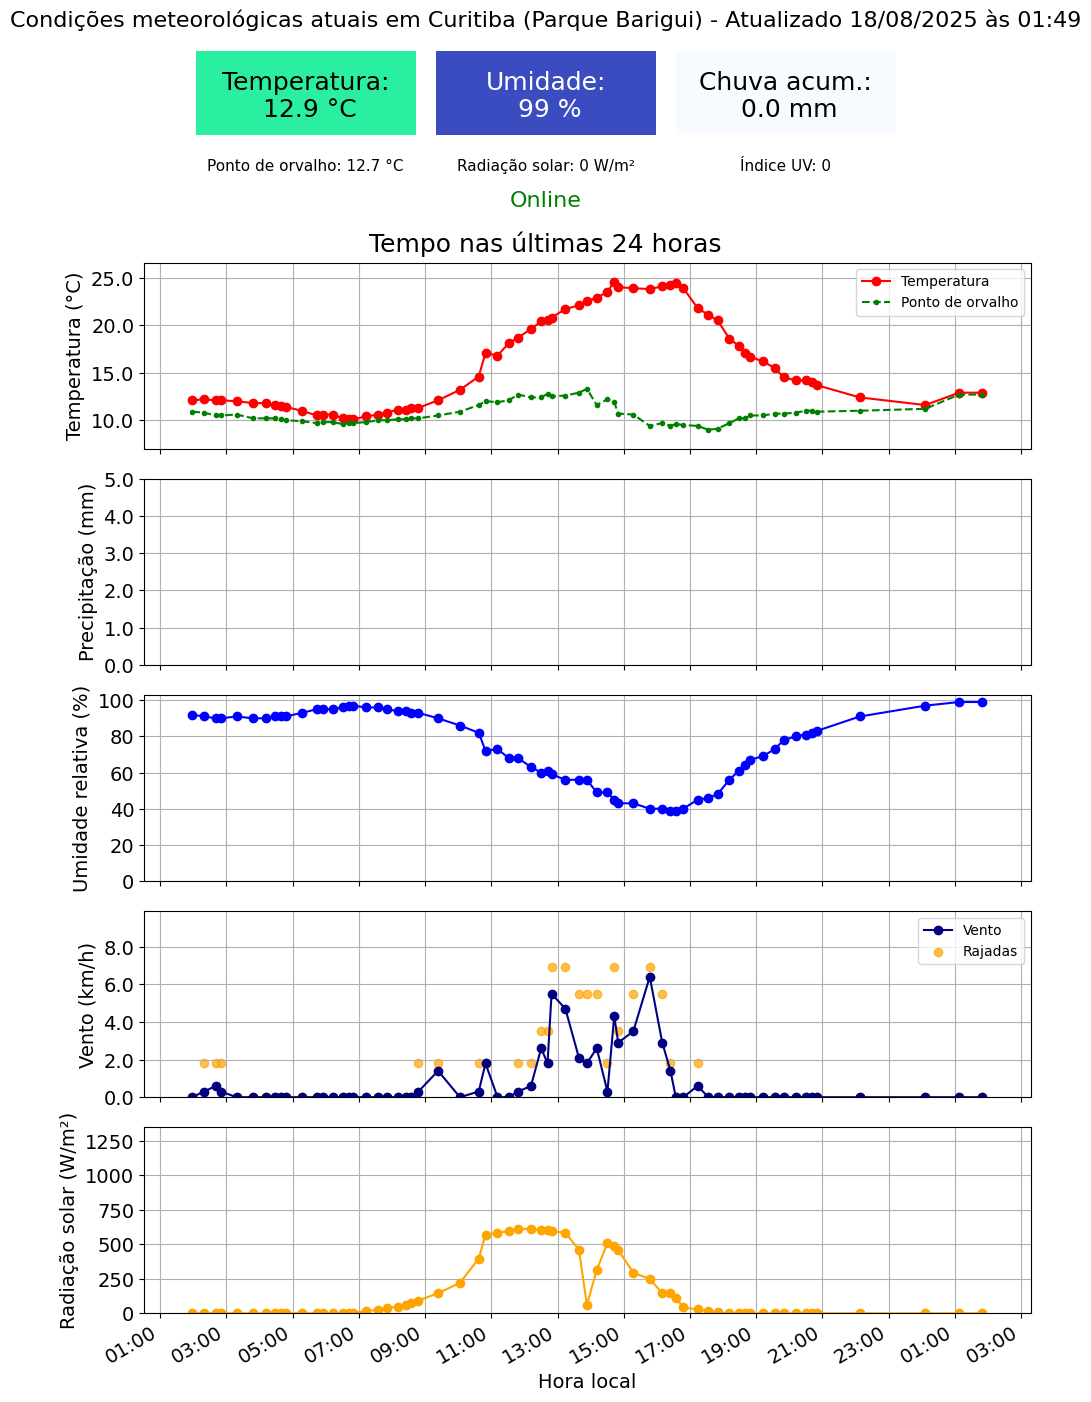 Condições meteorológicas atuais em Curitiba (Parque Barigui) - Atualizado 18/08/2025 às 01:49
Temperatura:
12.9 °C
Umidade:
99 %
Chuva acum.:
0.0 mm
Ponto de orvalho: 12.7 °C
Radiação solar: 0 W/m²
Índice UV: 0
Online
Tempo nas últimas 24 horas
Temperatura (°C)
25.0
20.0
15.0
10.0
Temperatura
Ponto de orvalho
Precipitação (mm)
5.0
4.0
3.0
2.0
1.0
0.0
Umidade relativa (%)
100
80
60
40
20
0
Vento (km/h)
8.0
6.0
4.0
2.0
0.0
Vento
Rajadas
Radiação solar (W/m²)
1250
1000
750
500
250
0
01:00
03:00
05:00
07:00
09:00
11:00
13:00
15:00
17:00
19:00
21:00
23:00
01:00
03:00
Hora local